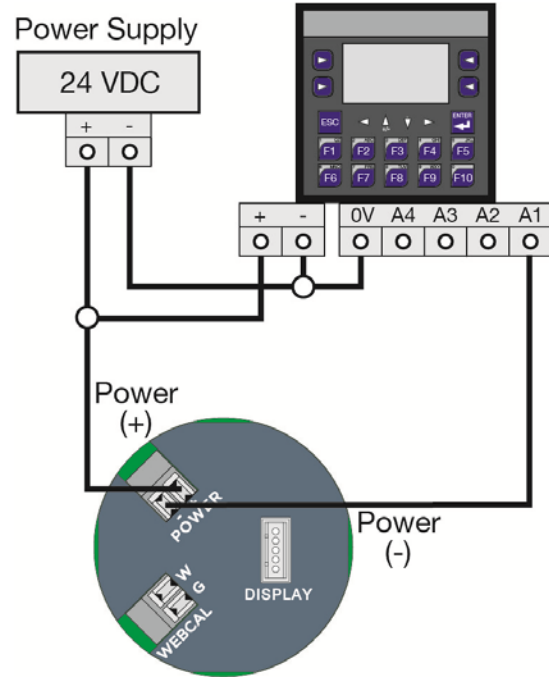 Power Supply
24 VDC
+ -
ESC
ENTER
F1 F2 F3 F4 F5
F6 F7 F8 F9 F10
+ - 0V A4 A3 A2 A1
Power
(+)
POWER
Power
(-)
W
G
DISPLAY
WEBCAL